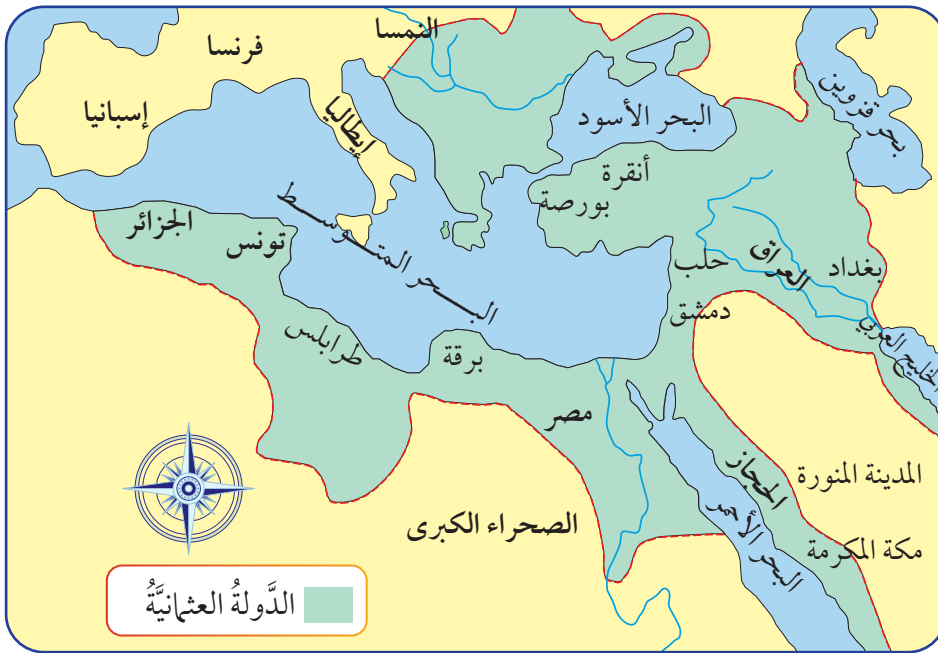 النمسا
فرنسا
إسبانيا
إيطاليا
البحر الأسود
بحر قزوين
أنقرة
بورصة
الجزائر
تونس
البحر المتوسط
حلب
العراق
بغداد
دمشق
الخليج العربي
طرابلس
برقة
مصر
الحجاز
المدينة المنورة
البحر الأحمر
مكة المكرمة
الصحراء الكبرى
الدَّولةُ العثمانيَّةُ